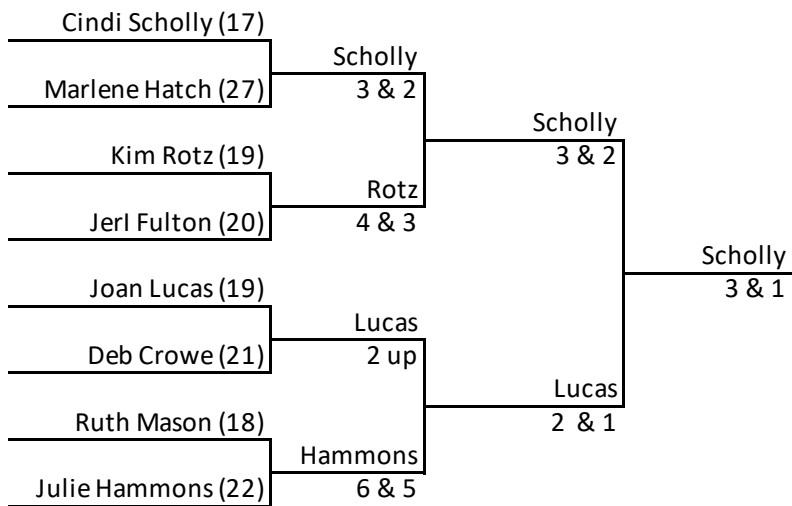 Cindi Scholly (17)
Marlene Hatch (27)
Kim Rotz (19)
JerI Fulton (20)
Joan Lucas (19)
Deb Crowe (21)
Ruth Mason (18)
Julie Hammons (22)
Scholly
3 & 2
Rotz
4 & 3
Lucas
2 up
Hammons
6 & 5
Scholly
3 & 2
Lucas
2 & 1
Scholly
3 & 1